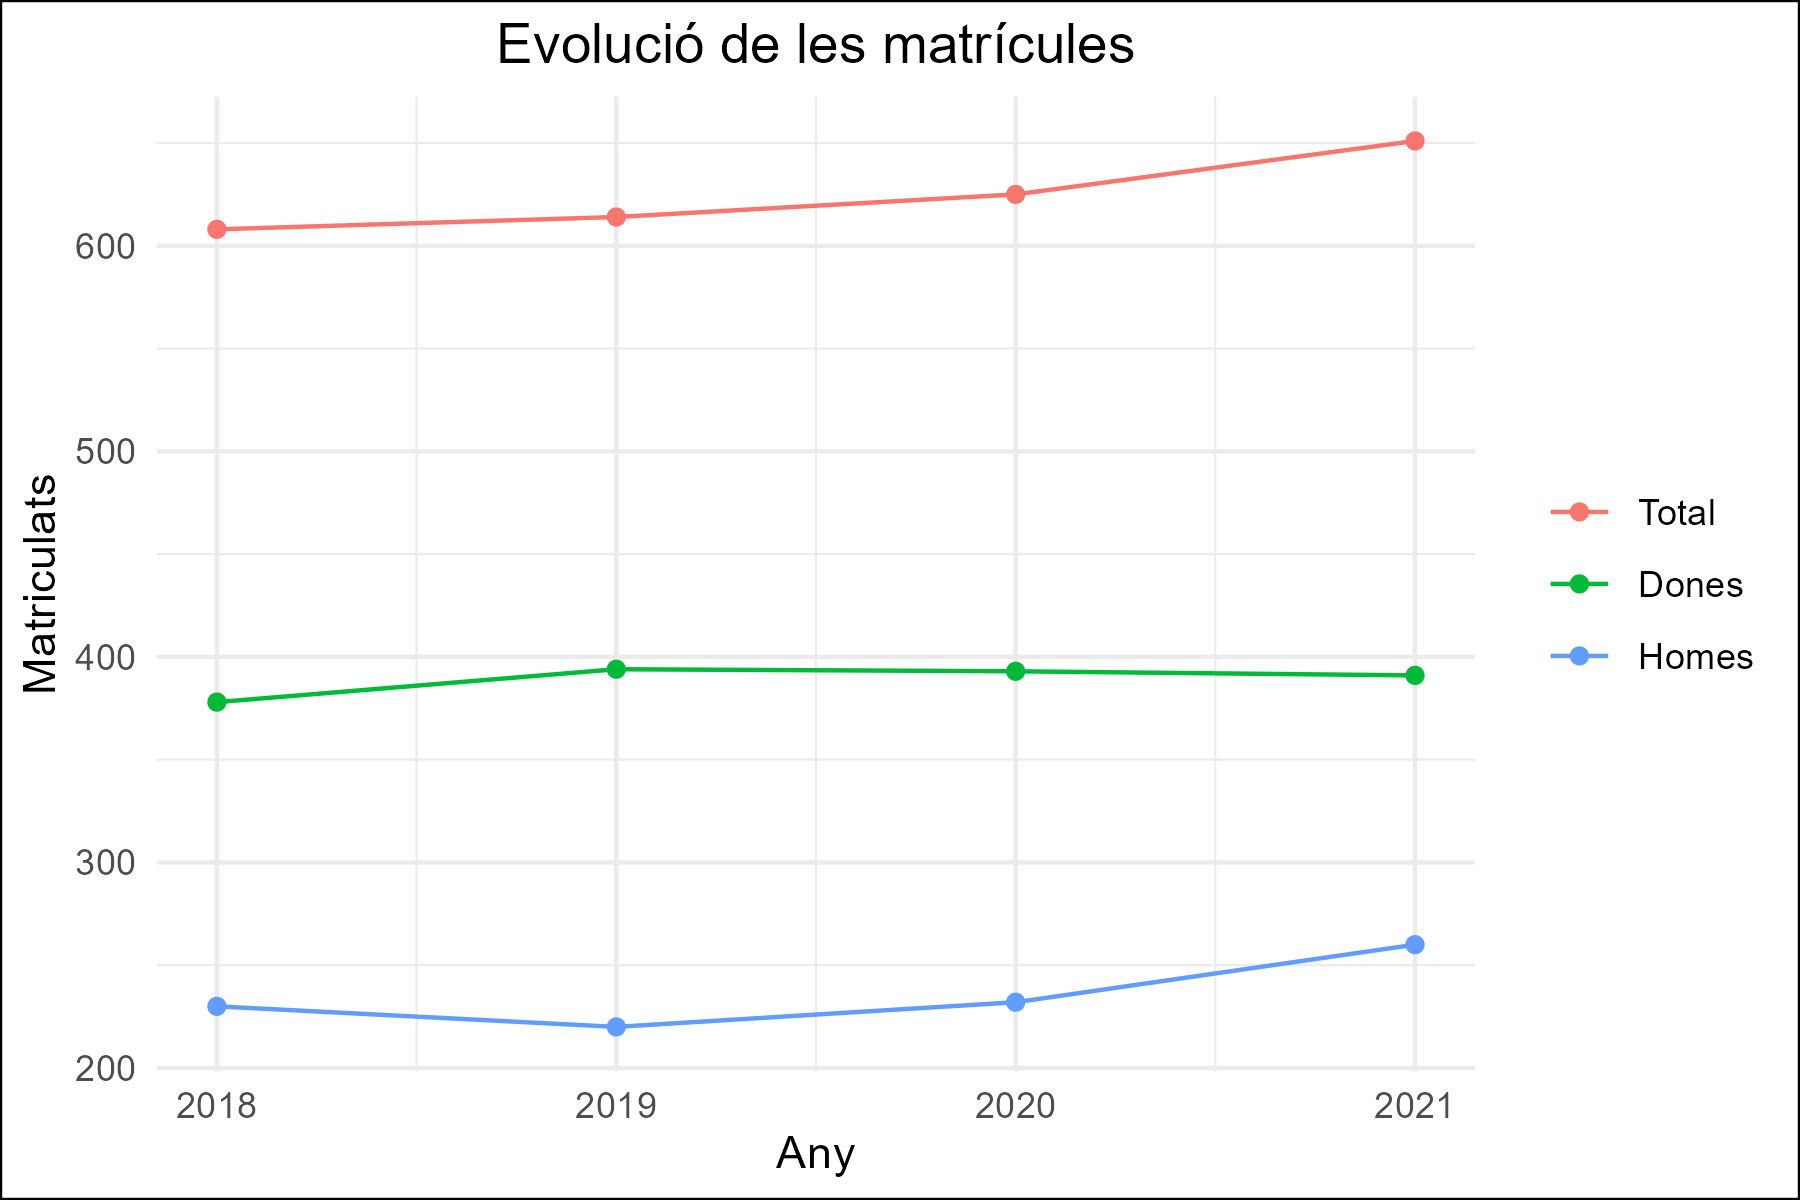 Evolució de les matrícules
Matriculats
600
500
400
300
200
2018
2019
2020
2021
Any
Total
Dones
Homes